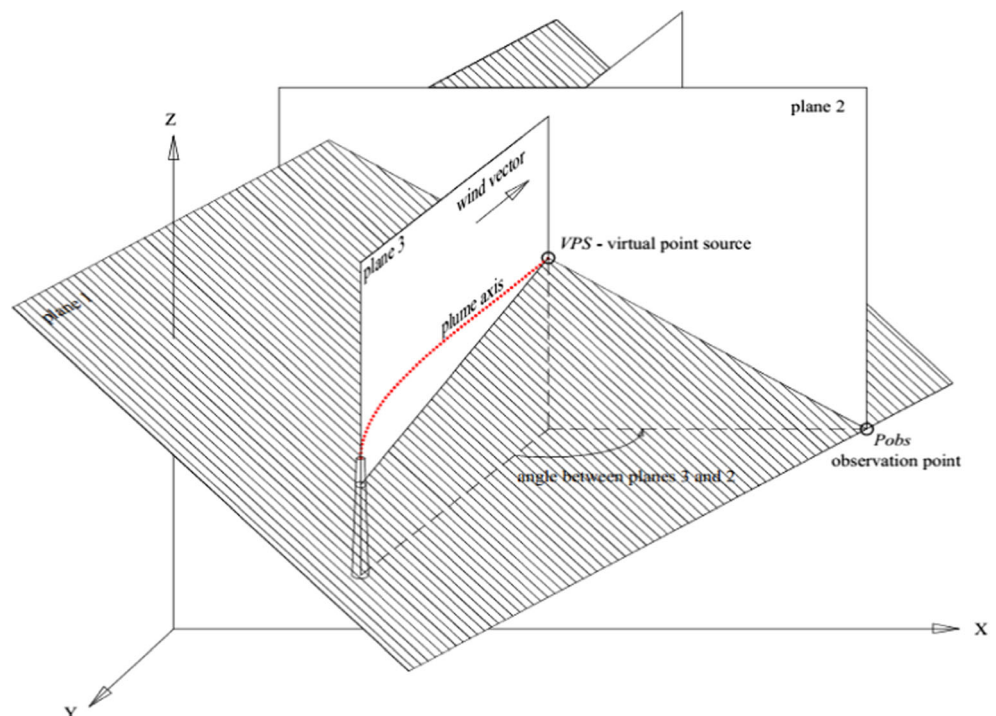 plane 2
Z
wind vector
plane 3
VPS - virtual point source
plane 1
plume axis
Pobs
observation point
angle between planes 3 and 2
X
Y